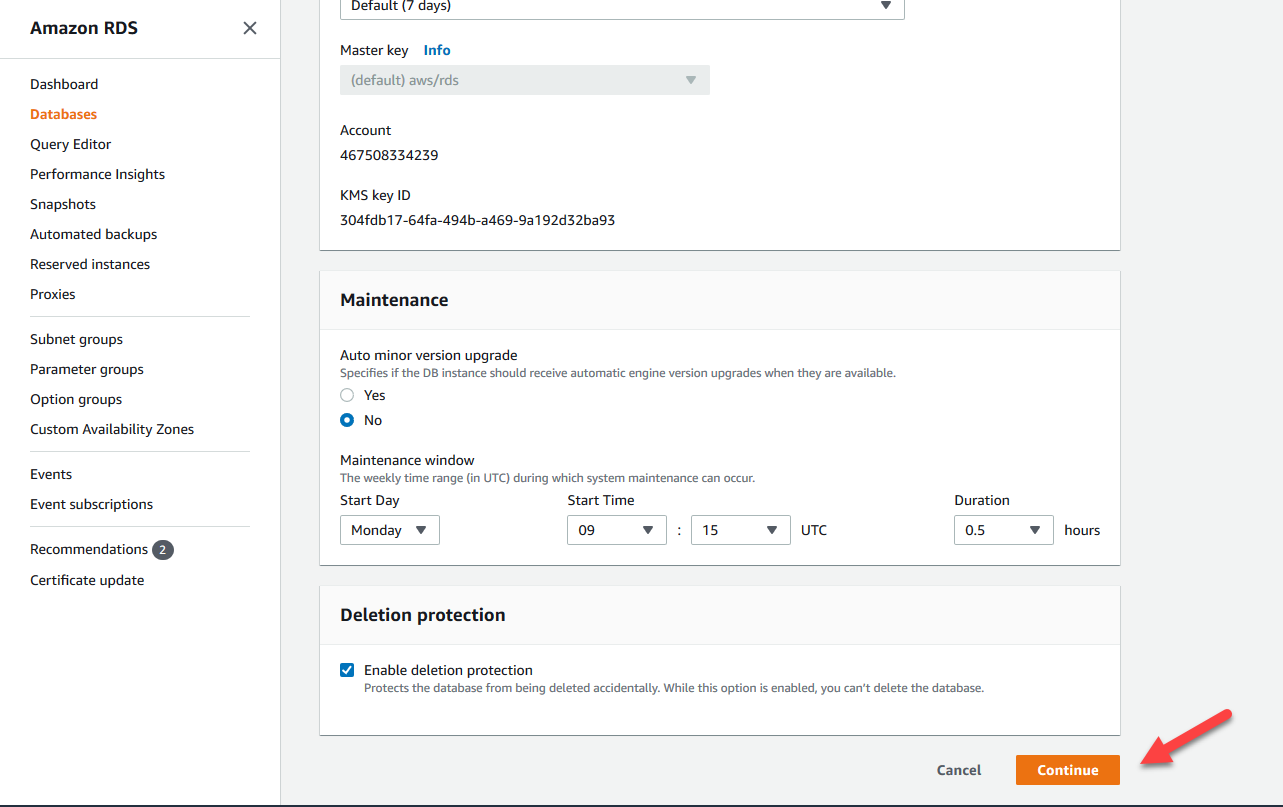 Amazon RDS
Dashboard
Databases
Query Editor
Performance Insights
Snapshots
Automated backups
Reserved instances
Proxies
Subnet groups
Parameter groups
Option groups
Custom Availability Zones
Events
Event subscriptions
Recommendations 2
Certificate update
Default (7 days)
Master key Info
(default) aws/rds
Account
467508334239
KMS key ID
304fdb17-64fa-494b-a469-9a192d32ba93
Maintenance
Auto minor version upgrade
Specifies if the DB instance should receive automatic engine version upgrades when they are available.
Yes
No
Maintenance window
The weekly time range (in UTC) during which system maintenance can occur.
Start Day Start Time Duration
Monday 09 : 15 UTC 0.5 hours
Deletion protection
Enable deletion protection
Protects the database from being deleted accidentally. While this option is enabled, you can't delete the database.
Cancel Continue